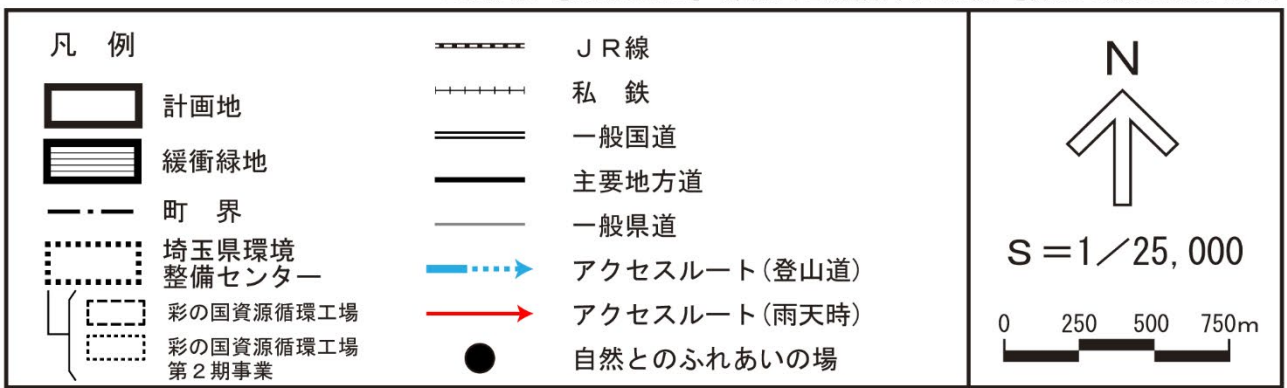 凡 例
計画地
緩衝緑地
町 界
埼玉県環境
整備センター
彩の国資源循環工場
彩の国資源循環工場
第２期事業
ＪＲ線
私 鉄
一般国道
主要地方道
一般県道
アクセスルート(登山道)
アクセスルート(雨天時)
自然とのふれあいの場
N
S＝1／25,000
0 250 500 750m